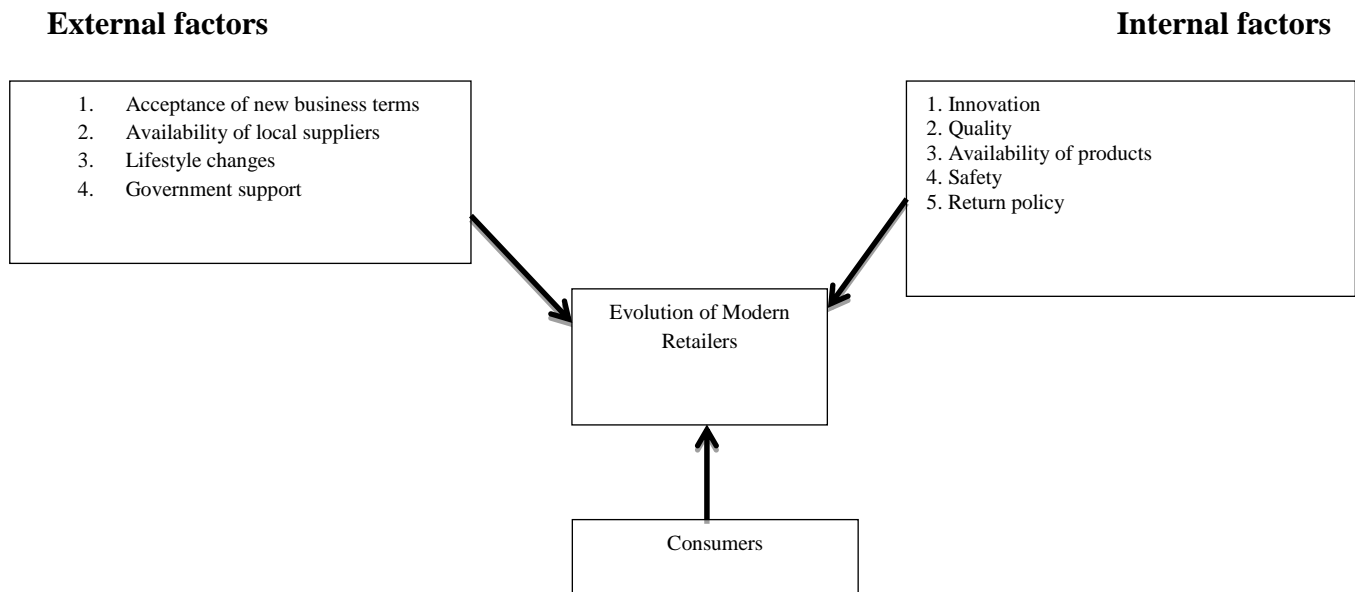 External factors
Internal factors
1. Acceptance of new business terms
2. Availability of local suppliers
3. Lifestyle changes
4. Government support
1. Innovation
2. Quality
3. Availability of products
4. Safety
5. Return policy
Evolution of Modern
Retailers
Consumers